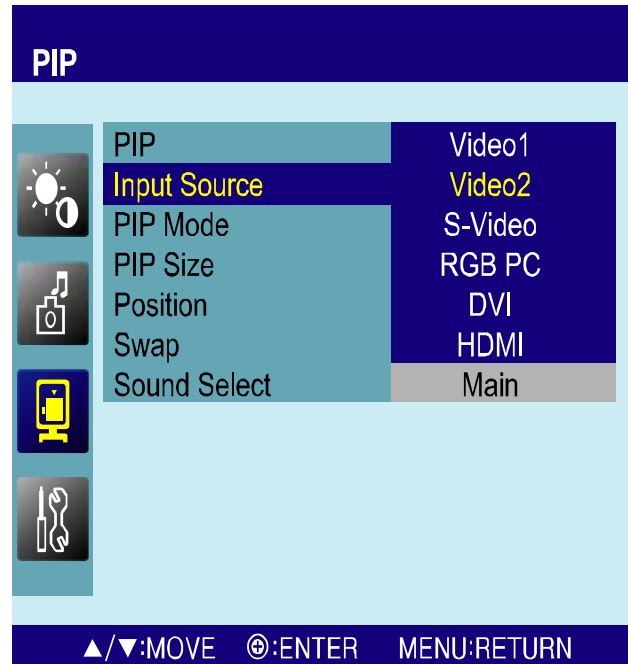 PIP
PIP Video1
Input Source Video2
PIP Mode S-Video
PIP Size RGB PC
Position DVI
Swap HDMI
Sound Select Main
▲/▼:MOVE ⊕:ENTER MENU:RETURN